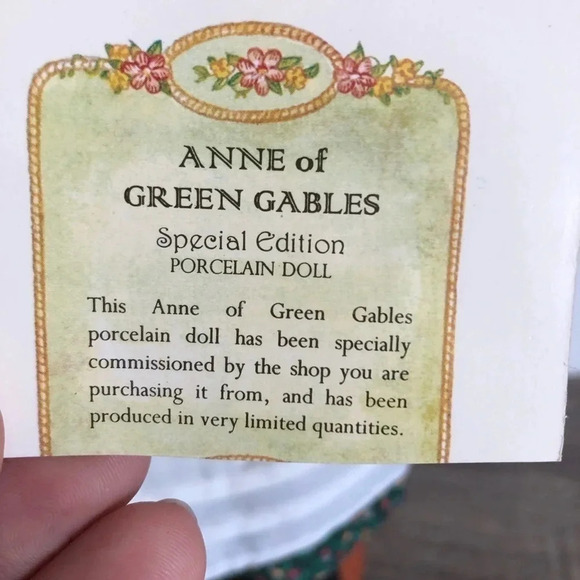 ANNE of
GREEN GABLES
Special Edition
PORCELAIN DOLL
This Anne of Green Gables
porcelain doll has been specially
commissioned by the shop you are
purchasing it from, and has been
produced in very limited quantities.